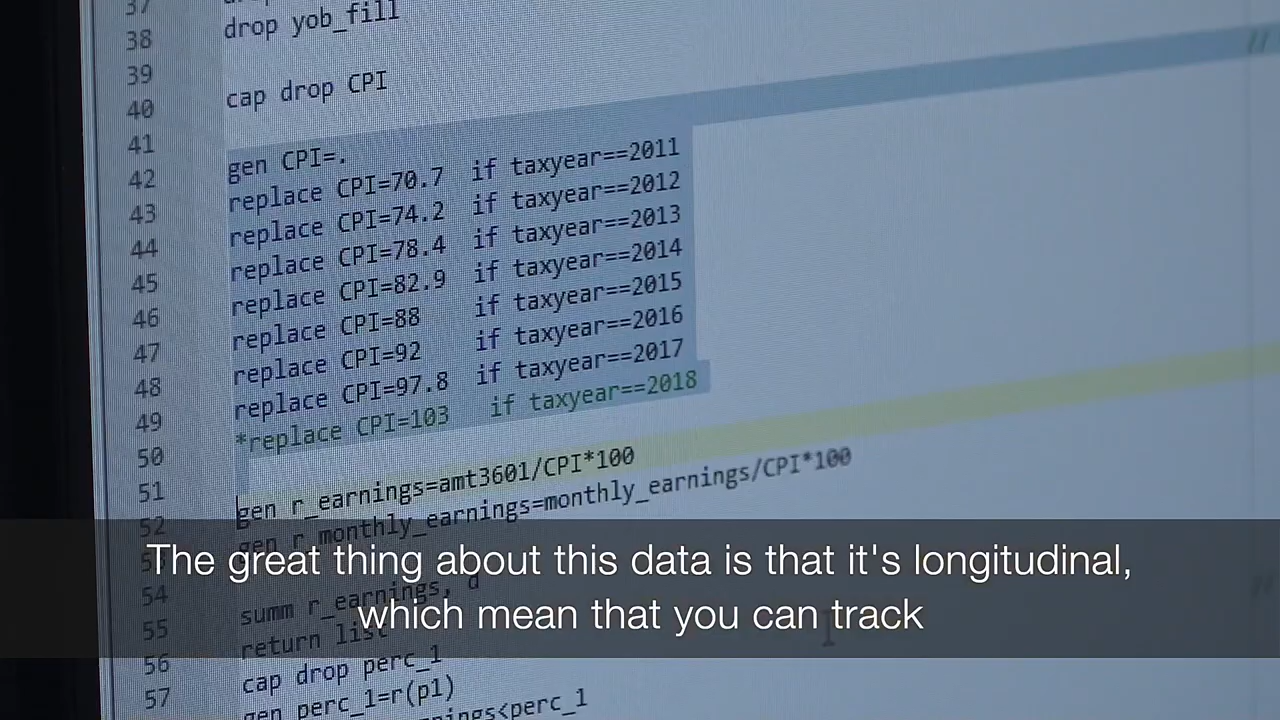 37
38 drop yob_fill
39
40 cap drop CPI
41
42 gen CPI=.
43 replace CPI=70.7 if taxyear==2011
44 replace CPI=74.2 if taxyear==2012
45 replace CPI=78.4 if taxyear==2013
46 replace CPI=82.9 if taxyear==2014
47 replace CPI=88 if taxyear==2015
48 replace CPI=92 if taxyear==2016
49 replace CPI=97.8 if taxyear==2017
50 *replace CPI=103 if taxyear==2018
51
52 gen r_earnings=amt3601/CPI*100
gen r_monthly_earnings=monthly_earnings/CPI*100
54
55 summ r_earnings, d
56 return list
57 cap drop perc_1
gen perc_1=r(p1)
<perc_1
//
The great thing about this data is that it's longitudinal,
which mean that you can track